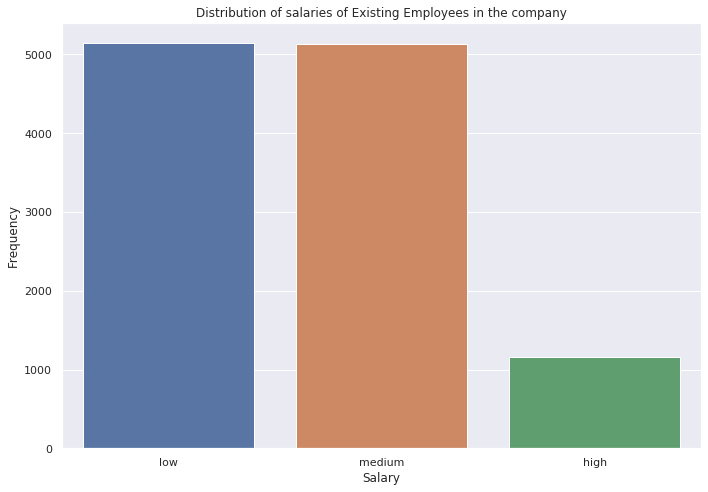 Distribution of salaries of Existing Employees in the company
Frequency
5000
4000
3000
2000
1000
0
low medium high
Salary